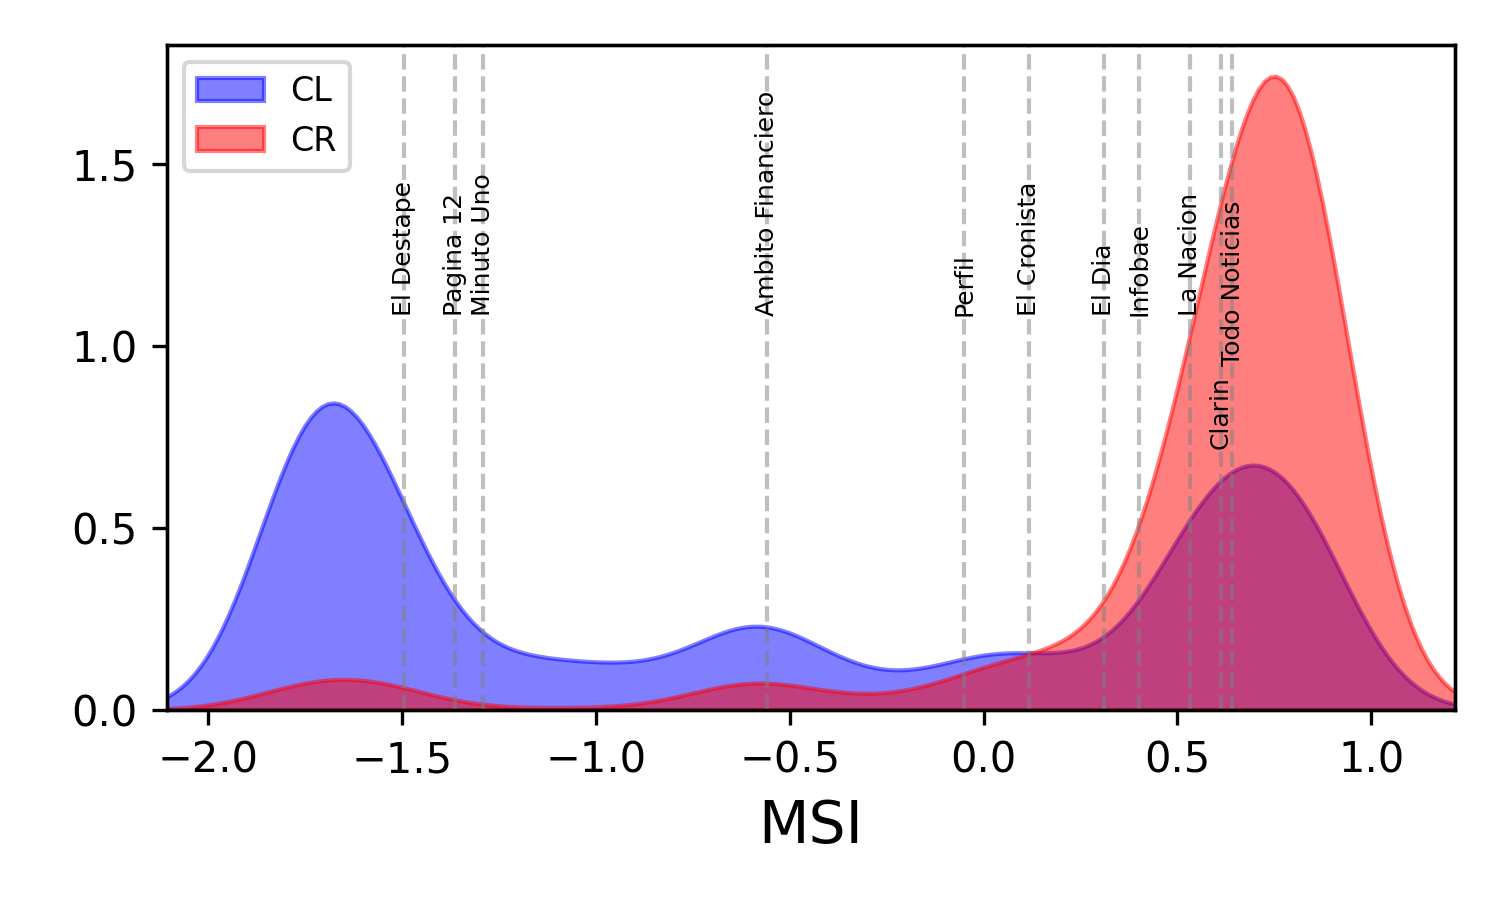 CL
CR
1.5
1.0
0.5
0.0
El Destape
Pagina 12
Minuto Uno
Ambito Financiero
Perfil
El Cronista
El Dia
Infobae
La Nacion
Clarin
Todo Noticias
−2.0
−1.5
−1.0
−0.5
0.0
0.5
1.0
MSI